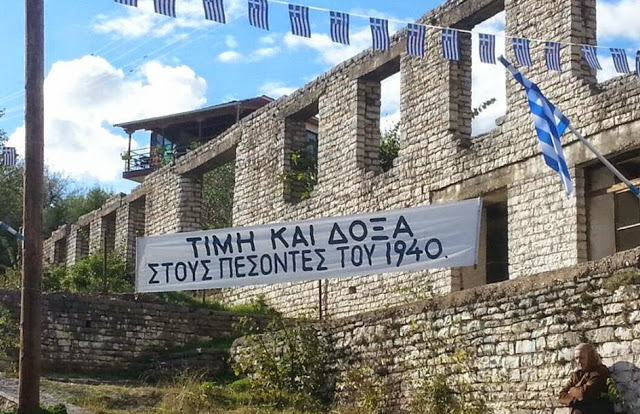 ΤΙΜΗ ΚΑΙ ΔΟΞΑ
ΣΤΟΥΣ ΠΕΣΟΝΤΕΣ ΤΟΥ 1940.